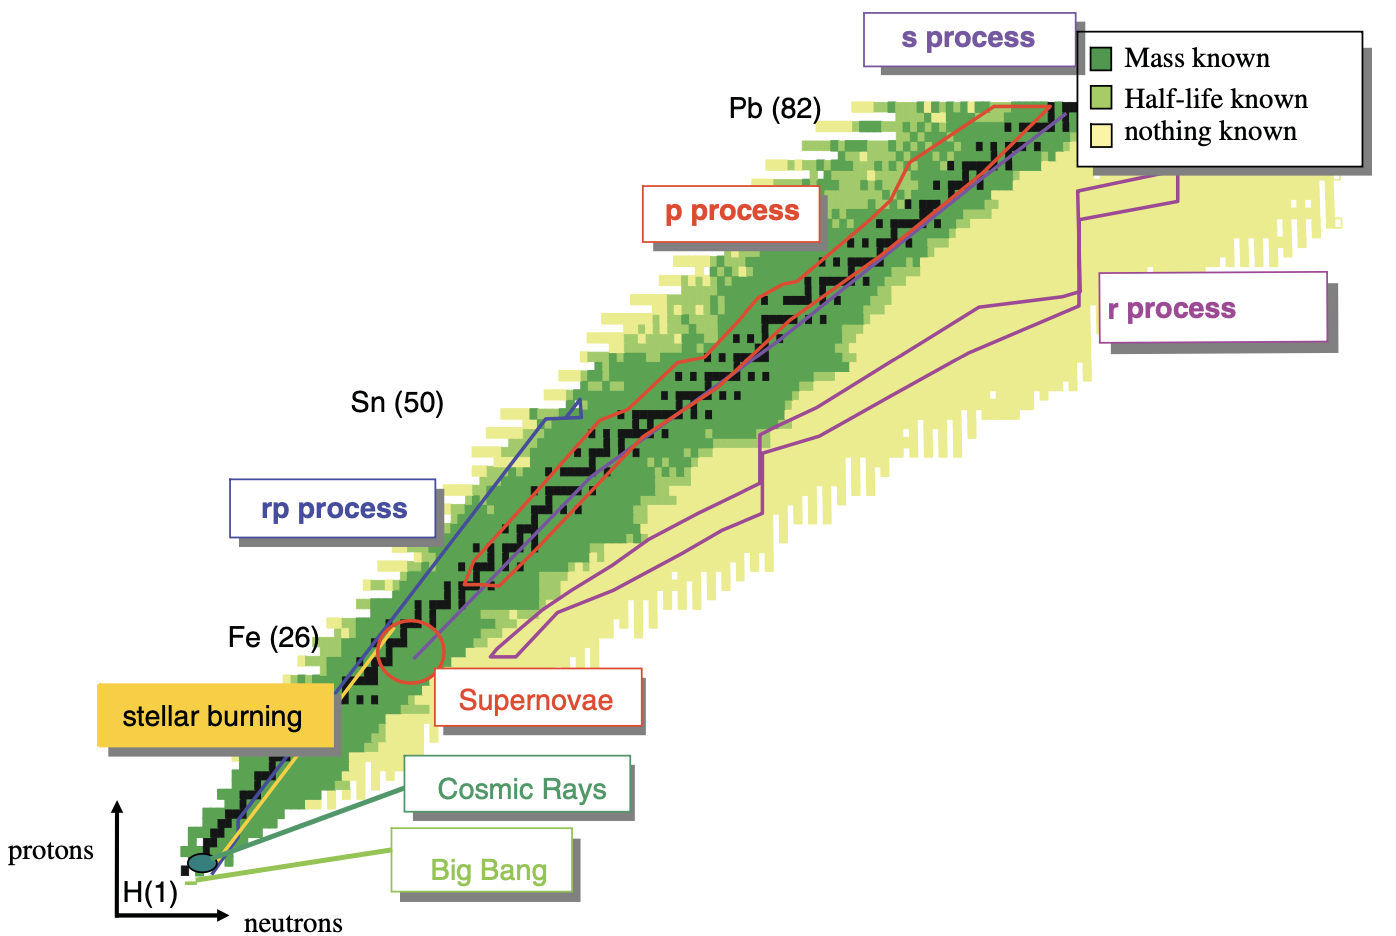 s process
Mass known
Half-life known
nothing known
Pb (82)
p process
r process
Sn (50)
rp process
Fe (26)
Supernovae
stellar burning
Cosmic Rays
Big Bang
protons
H(1)
neutrons